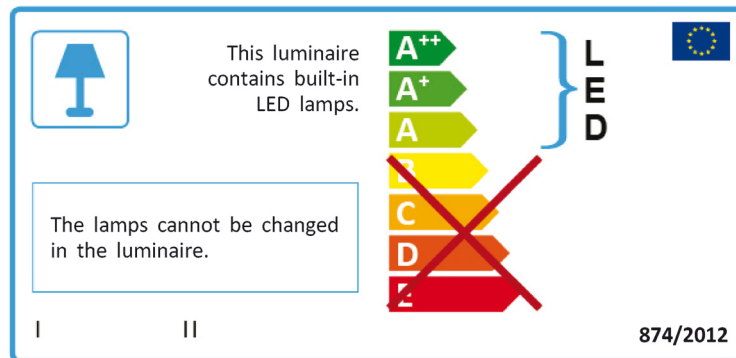 This luminaire
contains built-in
LED lamps.
A++
A+
A
B
C
D
E
L
E
D
The lamps cannot be changed
in the luminaire.
I
II
874/2012